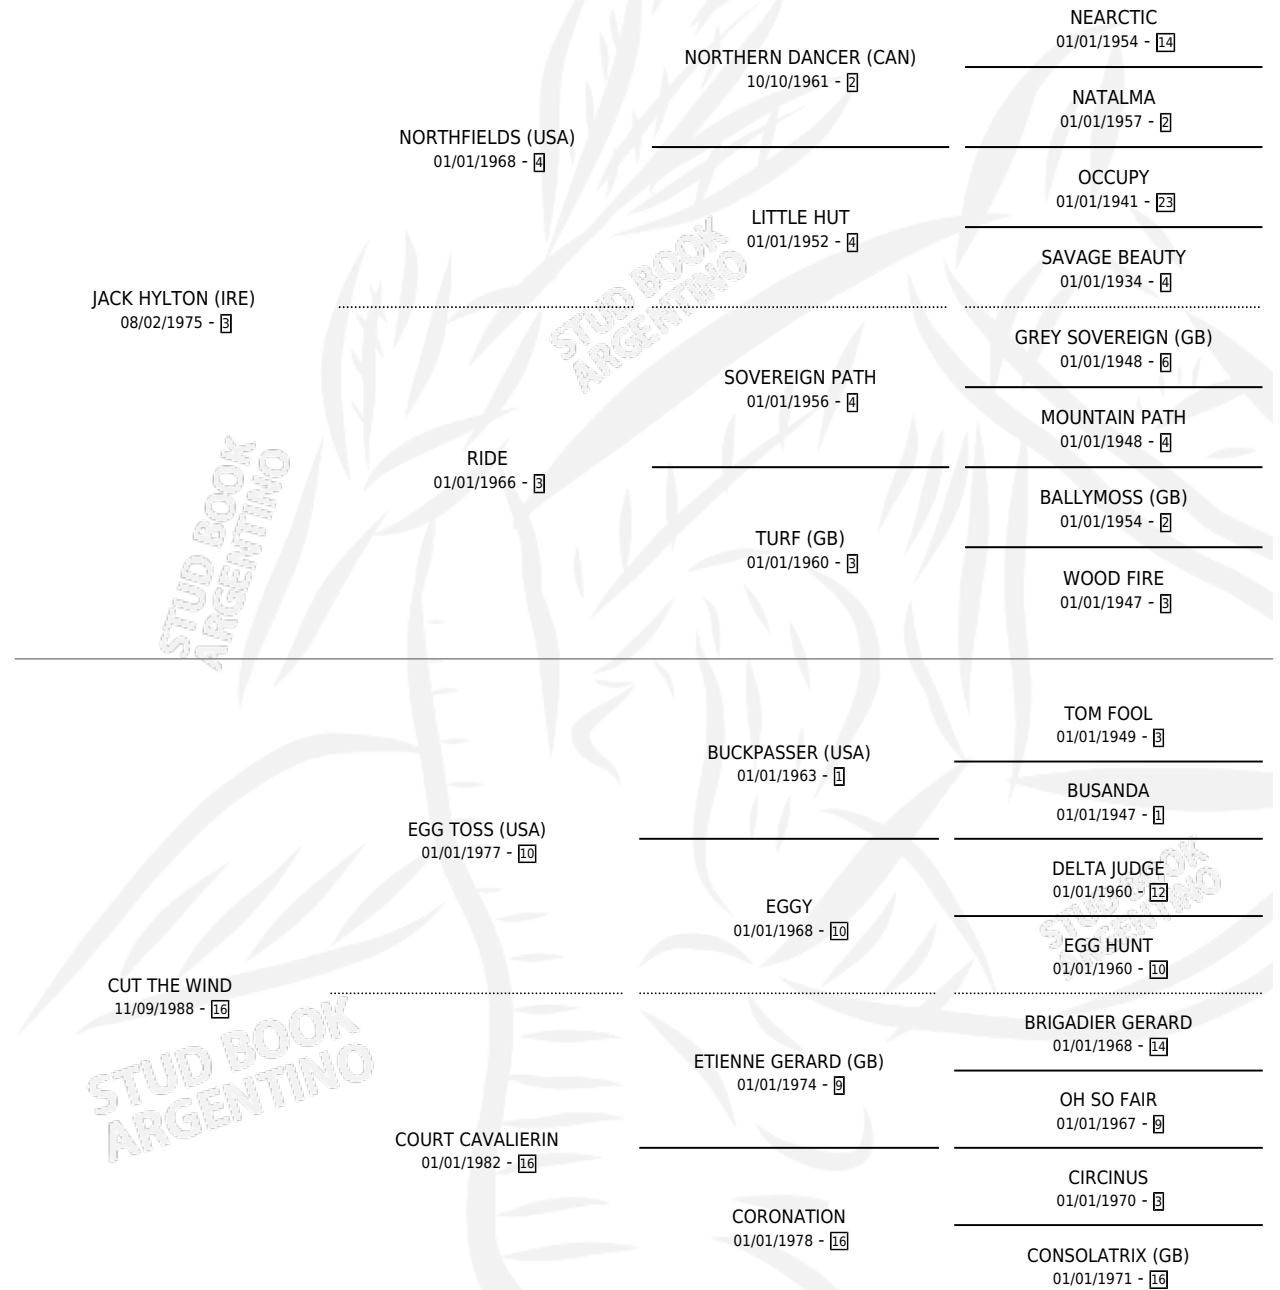 NEARCTIC
01/01/1954 - 14
NORTHERN DANCER (CAN)
10/10/1961 - 2
NATALMA
01/01/1957 - 2
NORTHFIELDS (USA)
01/01/1968 - 4
OCCUPY
01/01/1941 - 23
LITTLE HUT
01/01/1952 - 4
SAVAGE BEAUTY
01/01/1934 - 4
JACK HYLTON (IRE)
08/02/1975 - 3
STUD BOOK
ARGENTINO
GREY SOVEREIGN (GB)
01/01/1948 - 6
SOVEREIGN PATH
01/01/1956 - 4
MOUNTAIN PATH
01/01/1948 - 4
RIDE
01/01/1966 - 3
BALLYMOSS (GB)
01/01/1954 - 2
TURF (GB)
01/01/1960 - 3
WOOD FIRE
01/01/1947 - 3
STUD BOOK
ARGENTINO
TOM FOOL
01/01/1949 - 3
BUCKPASSER (USA)
01/01/1963 - 1
BUSANDA
01/01/1947 - 1
EGG TOSS (USA)
01/01/1977 - 10
DELTA JUDGE
01/01/1960 - 12
EGGY
01/01/1968 - 10
STUD BOOK
ARGENTINO
EGG HUNT
01/01/1960 - 10
CUT THE WIND
11/09/1988 - 16
BRIGADIER GERARD
01/01/1968 - 14
ETIENNE GERARD (GB)
01/01/1974 - 9
STUD BOOK
ARGENTINO
OH SO FAIR
01/01/1967 - 9
COURT CAVALIERIN
01/01/1982 - 16
CIRCINUS
01/01/1970 - 3
CORONATION
01/01/1978 - 16
CONSOLATRIX (GB)
01/01/1971 - 16